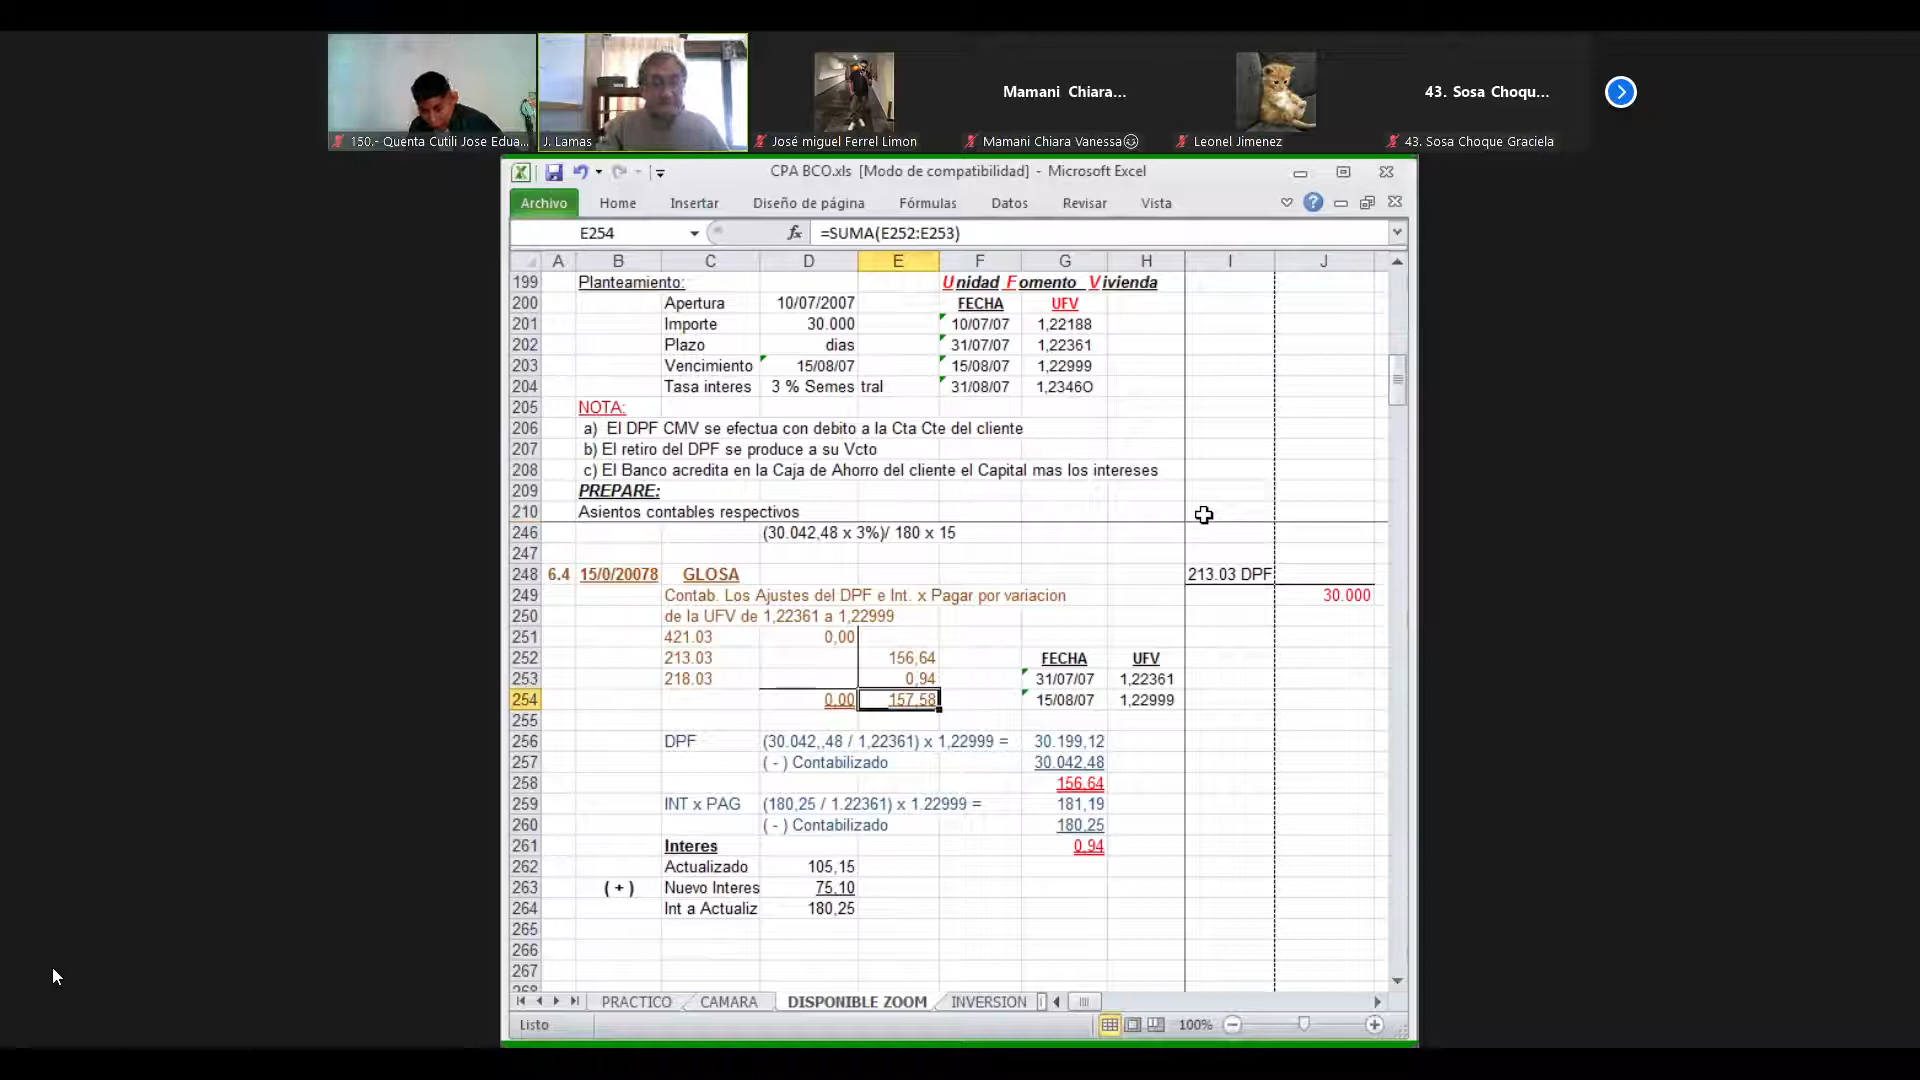 Mamani Chiara...
43. Sosa Choqu...
150.- Quenta Cutili Jose Edua...
J. Lamas
José miguel Ferrel Limon
Mamani Chiara Vanessa☺
Leonel Jimenez
43. Sosa Choque Graciela
CPA BCO.xls [Modo de compatibilidad] - Microsoft Excel
Archivo Home Insertar Diseño de página Fórmulas Datos Revisar Vista
E254 fx =SUMA(E252:E253)
A B C D E F G H I J
199 Planteamiento: Unidad Fomento Vivienda
200 Apertura 10/07/2007 FECHA UFV
201 Importe 30.000 10/07/07 1,22188
202 Plazo dias 31/07/07 1,22361
203 Vencimiento 15/08/07 15/08/07 1,22999
204 Tasa interes 3 % Semes tral 31/08/07 1,2346O
205 NOTA:
206 a) El DPF CMV se efectua con debito a la Cta Cte del cliente
207 b) El retiro del DPF se produce a su Vcto
208 c) El Banco acredita en la Caja de Ahorro del cliente el Capital mas los intereses
209 PREPARE:
210 Asientos contables respectivos
246 (30.042,48 x 3%)/ 180 x 15
247
248 6.4 15/0/20078 GLOSA 213.03 DPF
249 Contab. Los Ajustes del DPF e Int. x Pagar por variacion 30.000
250 de la UFV de 1,22361 a 1,22999
251 421.03 0,00
252 213.03 156,64 FECHA UFV
253 218.03 0,94 31/07/07 1,22361
254 0,00 157,58 15/08/07 1,22999
255
256 DPF (30.042,,48 / 1,22361) x 1,22999 = 30.199,12
257 ( - ) Contabilizado 30.042,48
258 156,64
259 INT x PAG (180,25 / 1.22361) x 1.22999 = 181,19
260 ( - ) Contabilizado 180,25
261 Interes 0,94
262 Actualizado 105,15
263 ( + ) Nuevo Interes 75,10
264 Int a Actualiz 180,25
265
266
267
268
PRACTICO CAMARA DISPONIBLE ZOOM INVERSION
Listo 100%